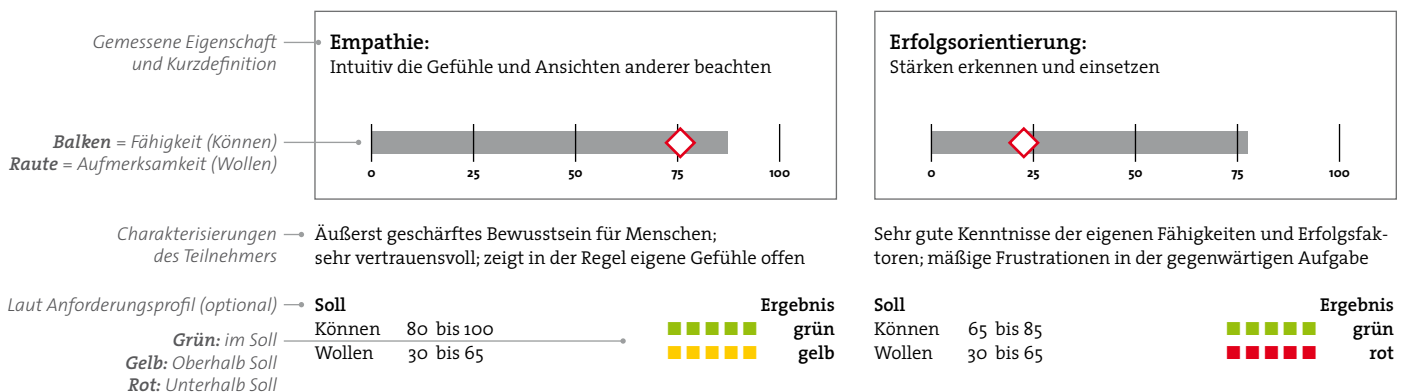 Gemessene Eigenschaft
und Kurzdefinition
Empathie:
Intuitiv die Gefühle und Ansichten anderer beachten
Erfolgsorientierung:
Stärken erkennen und einsetzen
Balken = Fähigkeit (Können)
Raute = Aufmerksamkeit (Wollen)
0 25 50 75 100
0 25 50 75 100
Charakterisierungen
des Teilnehmers
Äußerst geschärftes Bewusstsein für Menschen;
sehr vertrauensvoll; zeigt in der Regel eigene Gefühle offen
Sehr gute Kenntnisse der eigenen Fähigkeiten und Erfolgsfak-
toren; mäßige Frustrationen in der gegenwärtigen Aufgabe
Laut Anforderungsprofil (optional)
Grün: im Soll
Gelb: Oberhalb Soll
Rot: Unterhalb Soll
Soll Ergebnis
Können 80 bis 100 grün
Wollen 30 bis 65 gelb
Soll Ergebnis
Können 65 bis 85 grün
Wollen 30 bis 65 rot